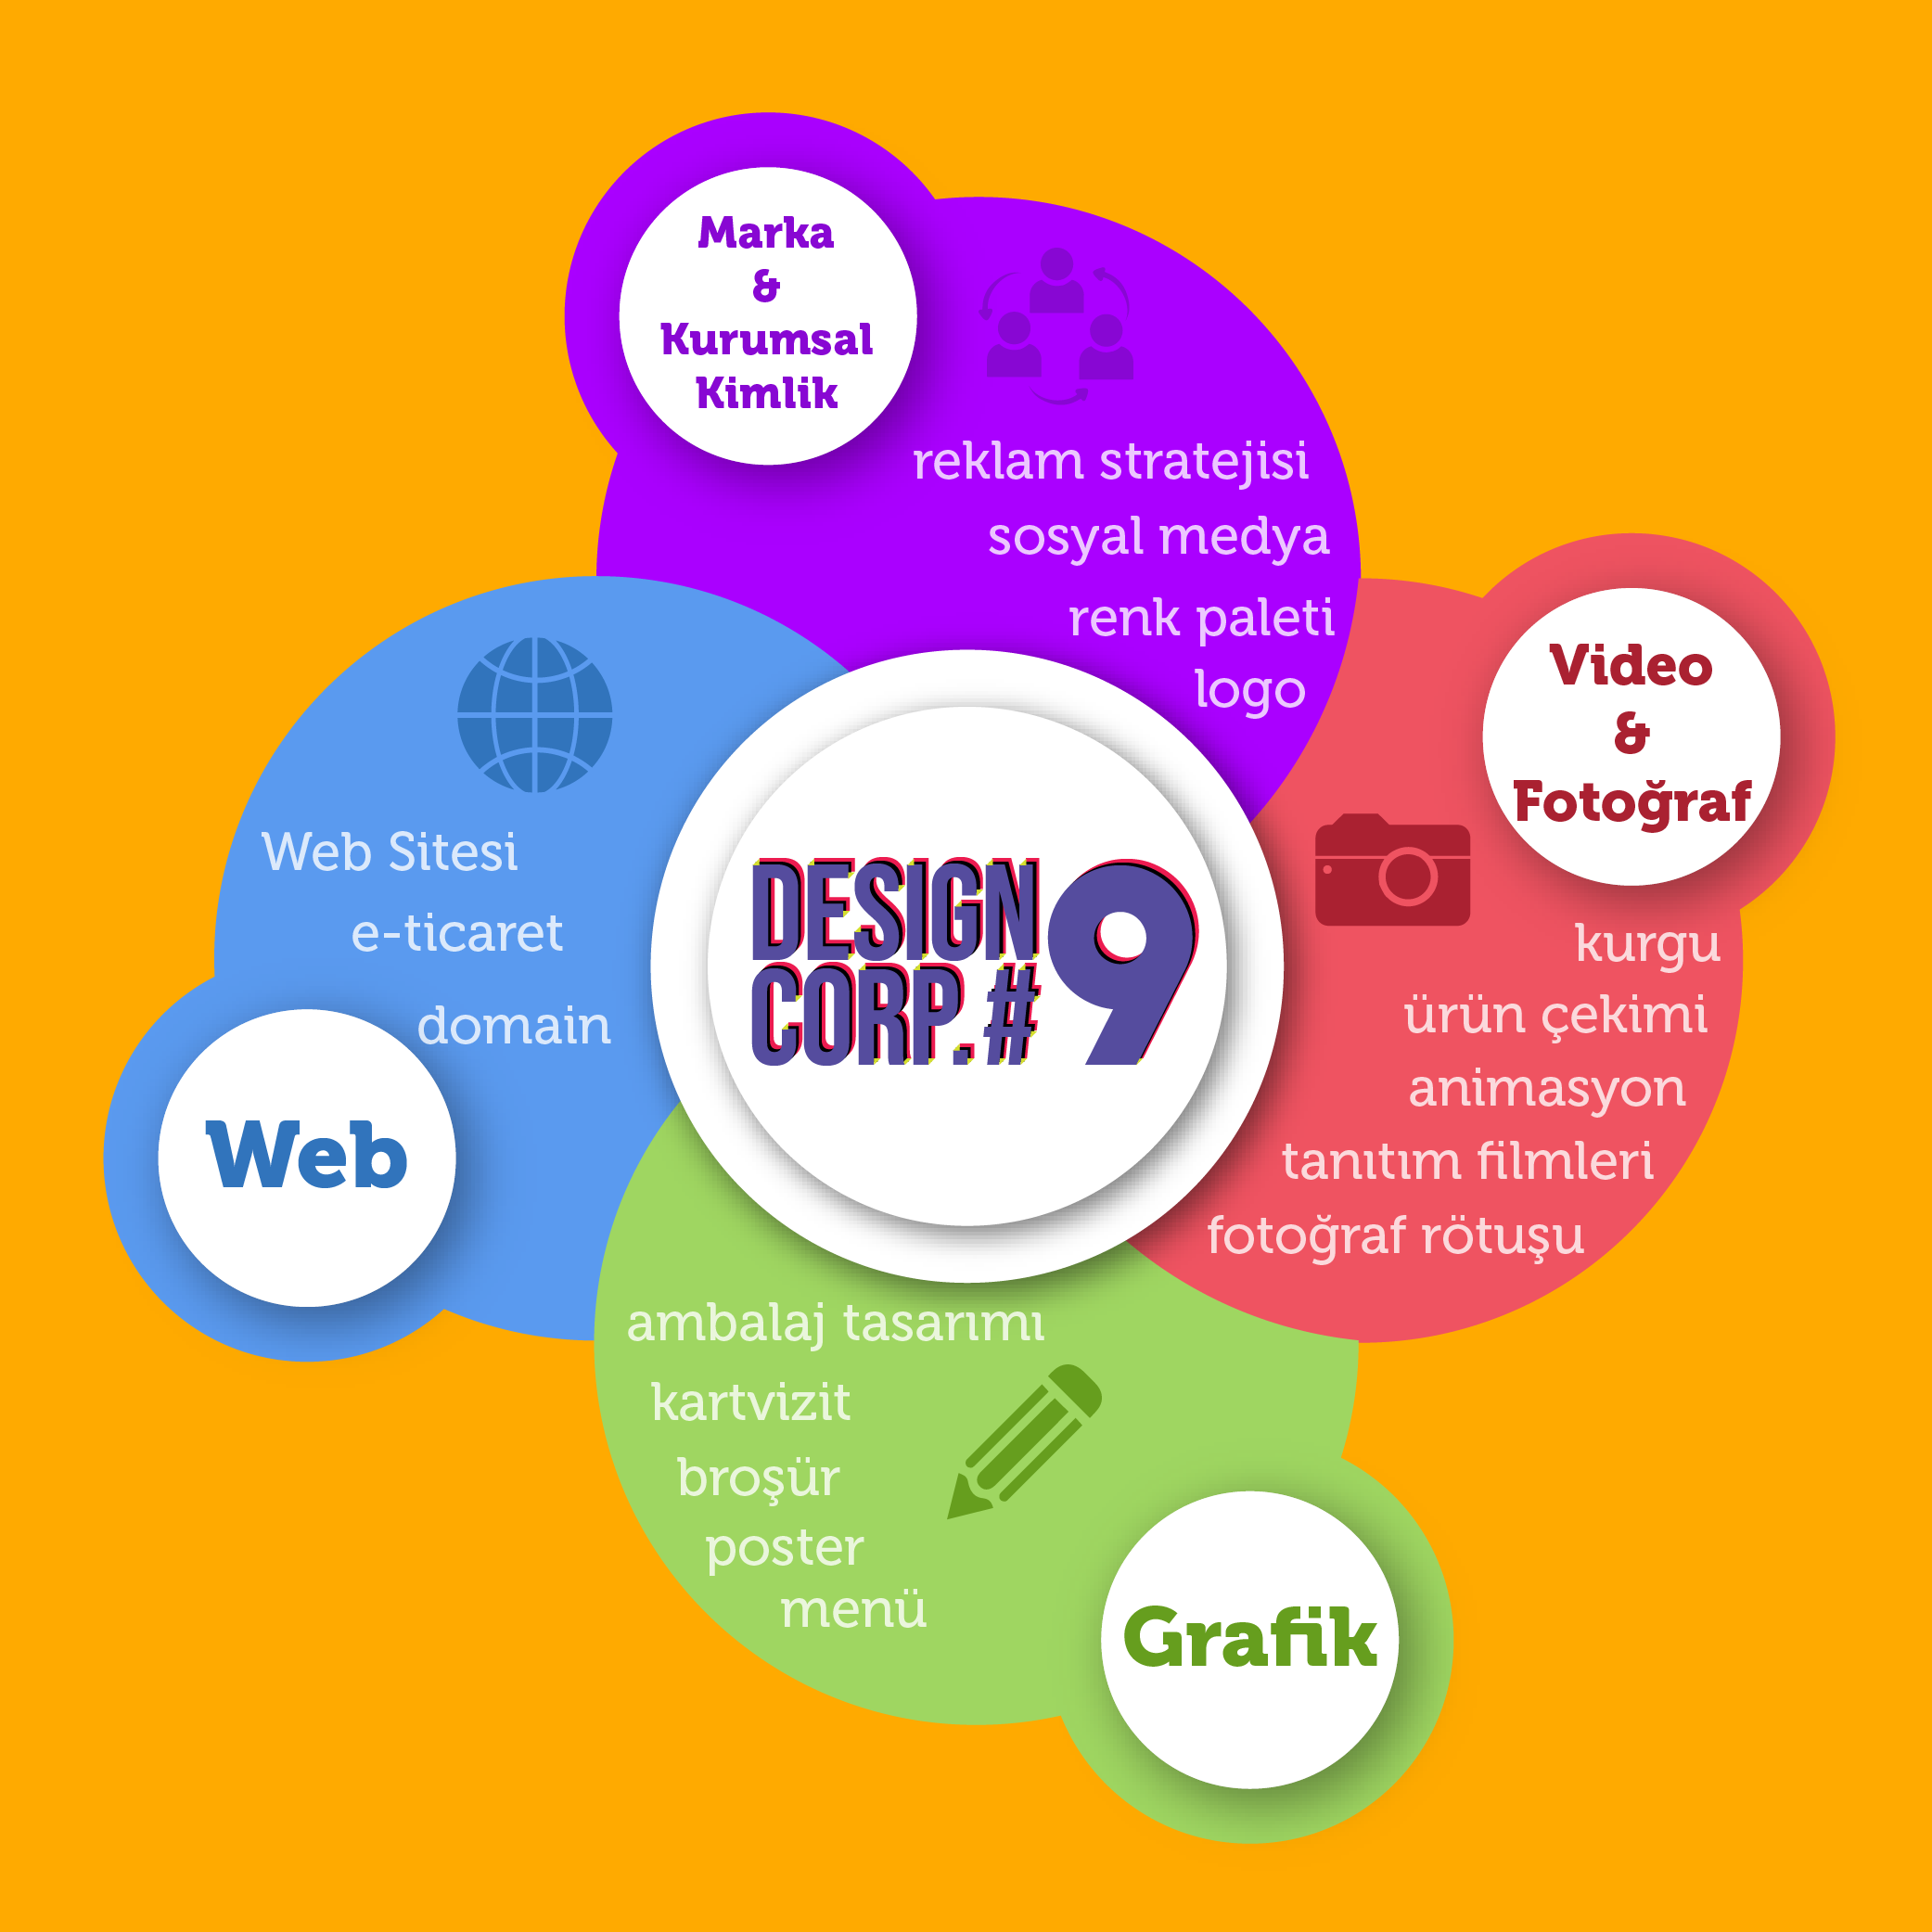 Marka
&
Kurumsal
Kimlik
reklam stratejisi
sosyal medya
renk paleti
logo
Video
&
Fotoğraf
kurgu
ürün çekimi
animasyon
tanıtım filmleri
fotoğraf rötuşu
Web Sitesi
e-ticaret
domain
Web
DESIGN
CORP.#9
ambalaj tasarımı
kartvizit
broşür
poster
menü
Grafik